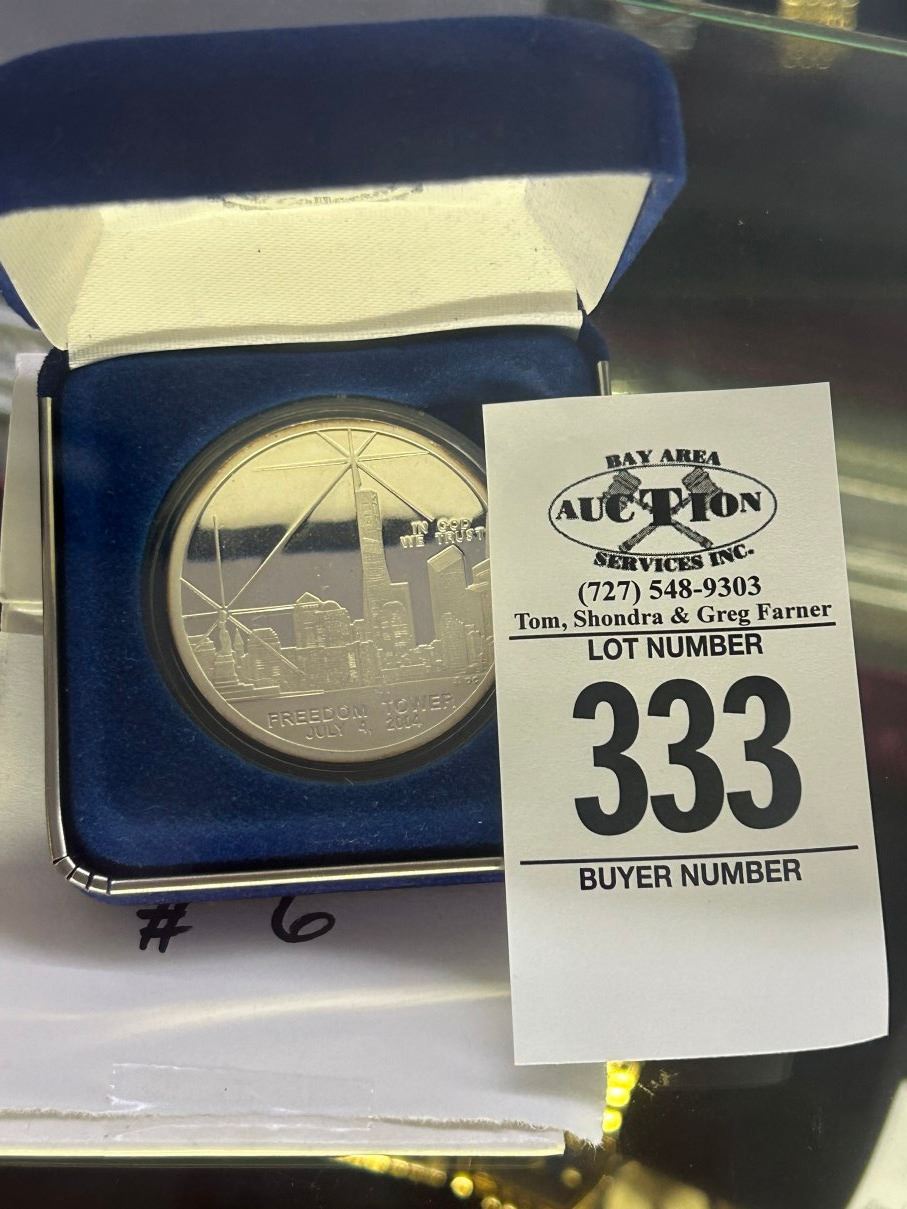 IN GOD
WE TRUST
FREEDOM TOWER
JULY 4, 2004
# 6
BAY AREA
AUCTION
SERVICES INC.
(727) 548-9303
Tom, Shondra & Greg Farner
LOT NUMBER
333
BUYER NUMBER